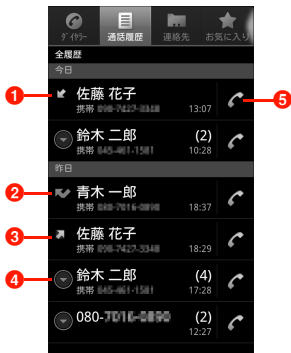 ダイヤラー 通話履歴 連絡先 お気に入り
全履歴
今日
1 佐藤 花子
携帯 13:07 5
鈴木 二郎 (2)
携帯 10:28
昨日
2 青木 一郎
携帯 18:37
3 佐藤 花子
携帯 18:29
4 鈴木 二郎 (4)
携帯 17:28
080- (2)
12:27